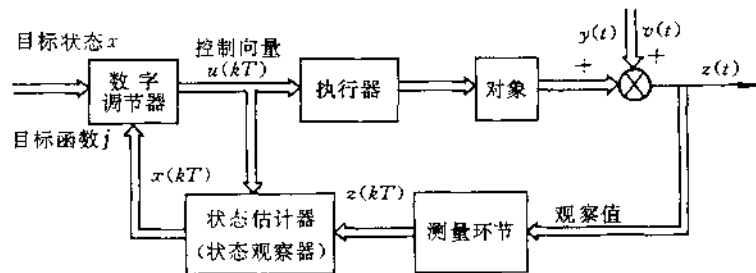 目标状态x
数字
调节器
目标函数j
控制向量
u(kT)
执行器
对象
y(t)
v(t)
÷
+
z(t)
x(kT)
状态估计器
(状态观察器)
z(kT)
测量环节
观察值